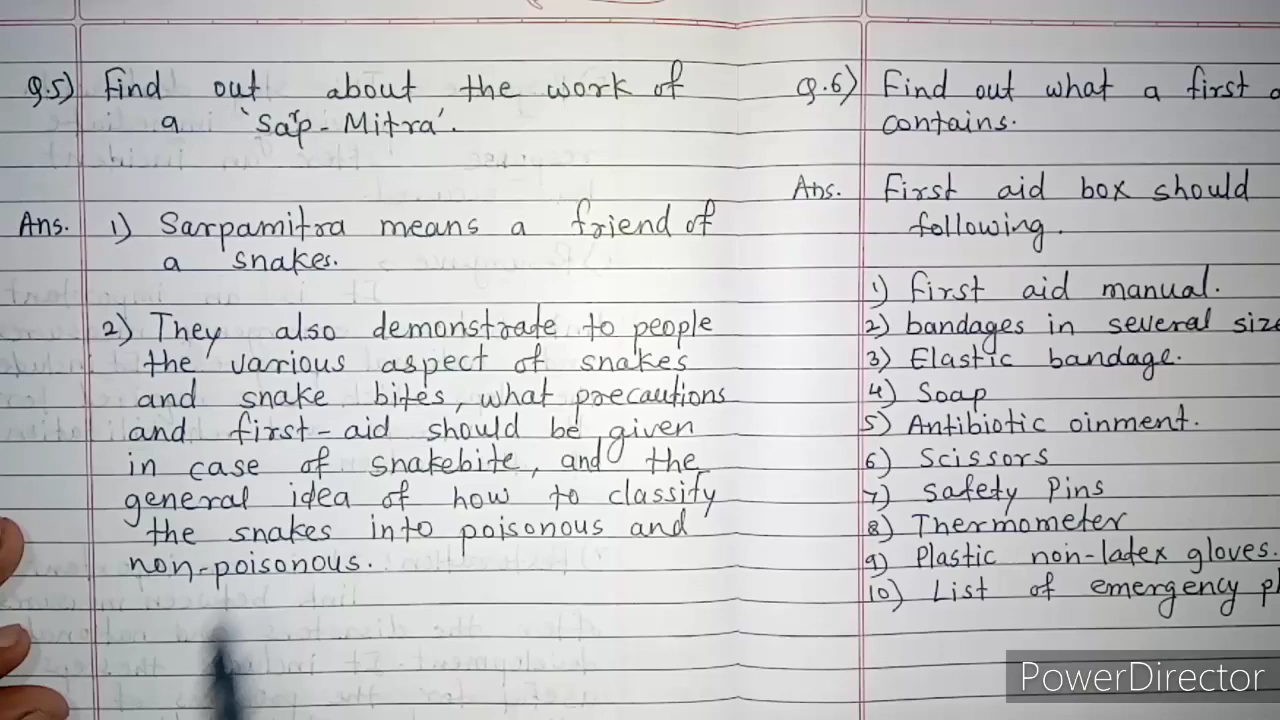 Q.5) Find out about the work of
a 'Sarp-Mitra'.
Ans. 1) Sarpamitra means a friend of
a snakes.
2) They also demonstrate to people
the various aspect of snakes
and snake bites, what precautions
and first-aid should be given
in case of snakebite, and the
general idea of how to classify
the snakes into poisonous and
non-poisonous.
Q.6) Find out what a first
contains.
Ans. First aid box should
following.
1) First aid manual.
2) bandages in several size
3) Elastic bandage.
4) Soap
5) Antibiotic oinment.
6) Scissors
7) Safety Pins
8) Thermometer
9) Plastic non-latex gloves.
10) List of emergency
PowerDirector